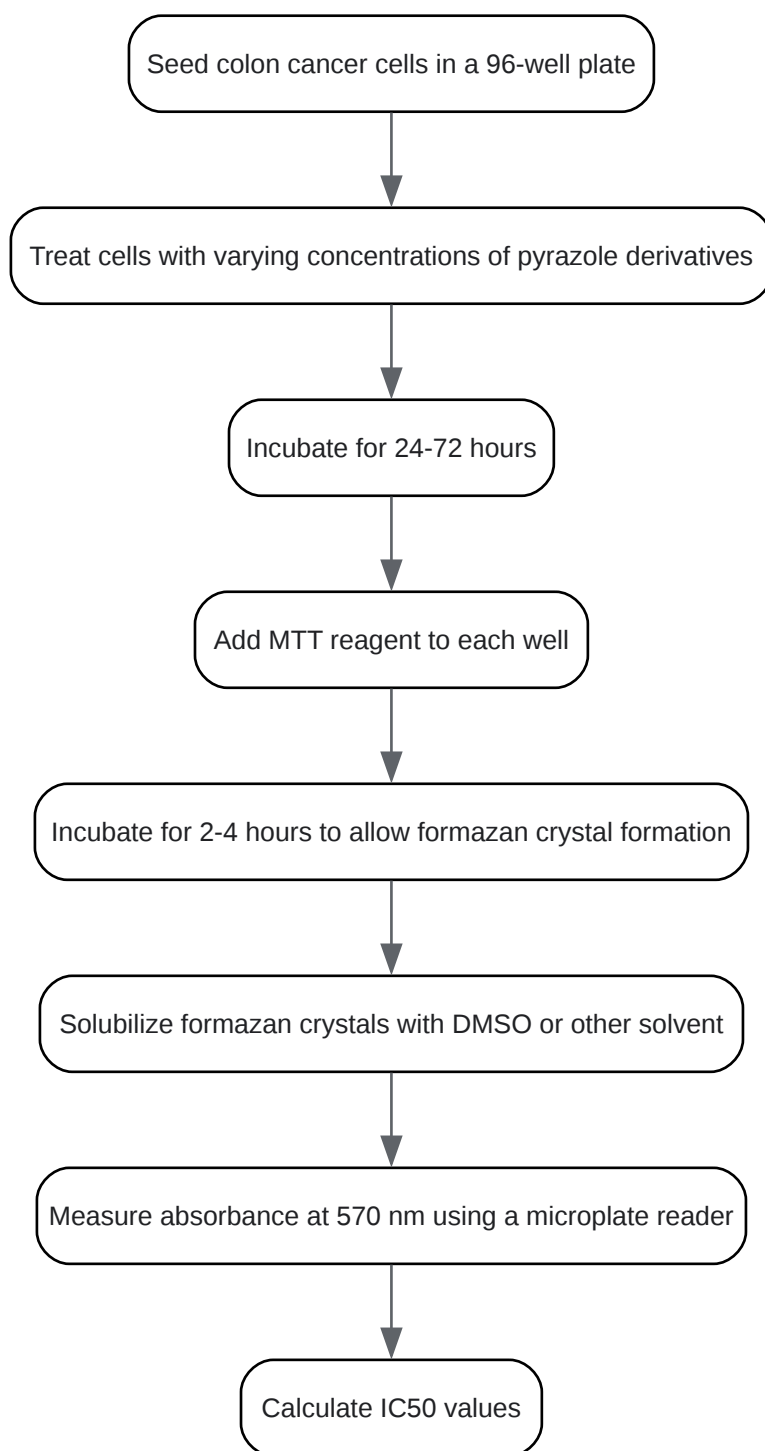 Seed colon cancer cells in a 96-well plate
Treat cells with varying concentrations of pyrazole derivatives
Incubate for 24-72 hours
Add MTT reagent to each well
Incubate for 2-4 hours to allow formazan crystal formation
Solubilize formazan crystals with DMSO or other solvent
Measure absorbance at 570 nm using a microplate reader
Calculate IC50 values